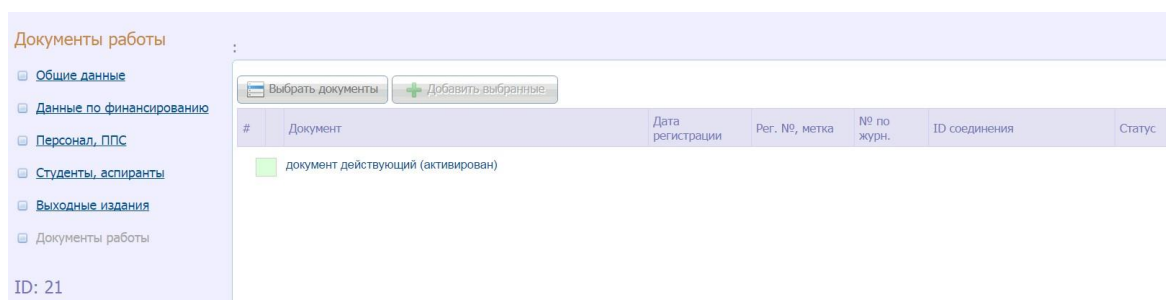 Документы работы
:
Общие данные
Данные по финансированию
Персонал, ППС
Студенты, аспиранты
Выходные издания
Документы работы
ID: 21
Выбрать документы Добавить выбранные
# Документ Дата регистрации Рег. №, метка № по журн. ID соединения Статус
документ действующий (активирован)